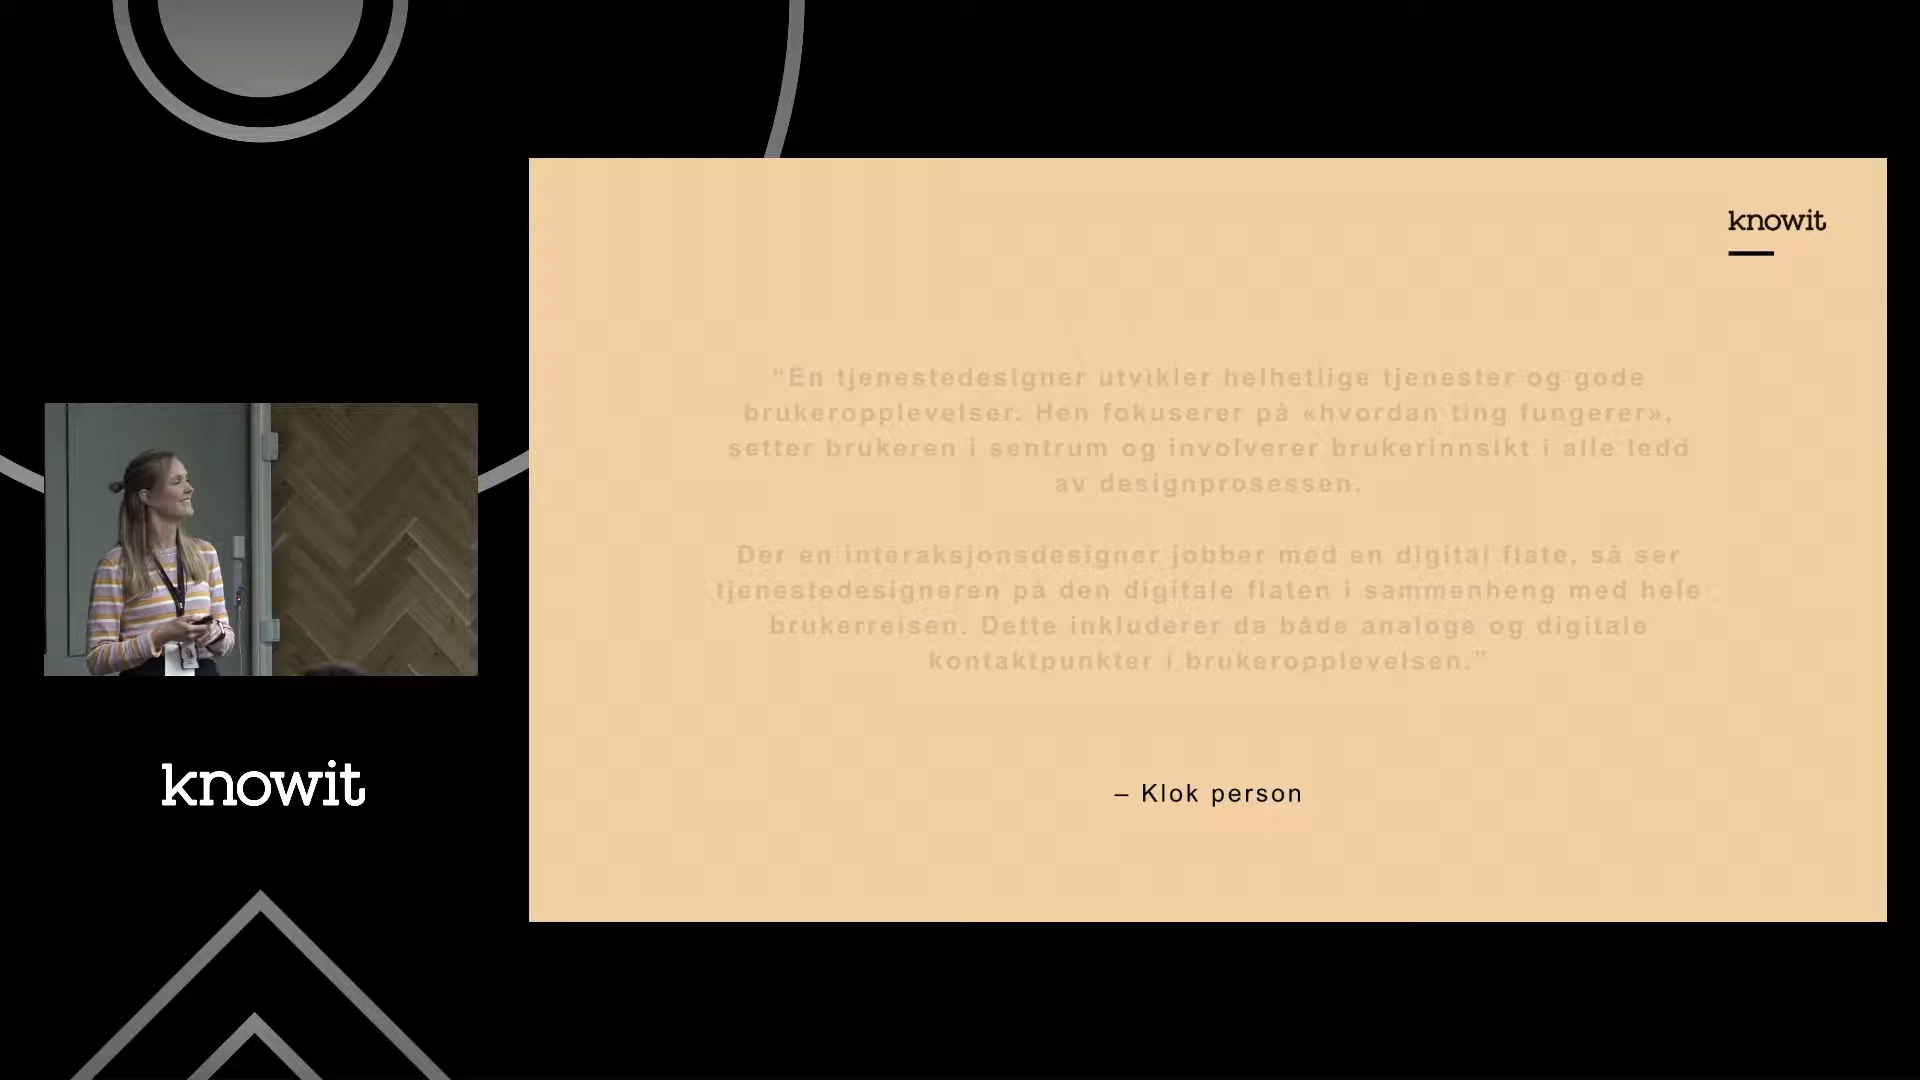 knowit
“En tjenestedesigner utvikler helhetlige tjenester og gode
brukeropplevelser. Hen fokuserer på «hvordan ting fungerer»,
setter brukeren i sentrum og involverer brukerinnsikt i alle ledd
av designprosessen.
Der en interaksjonsdesigner jobber med en digital flate, så ser
tjenestedesigneren på den digitale flaten i sammenheng med hele
brukerreisen. Dette inkluderer da både analoge og digitale
kontaktpunkter i brukeropplevelsen.”
– Klok person
knowit